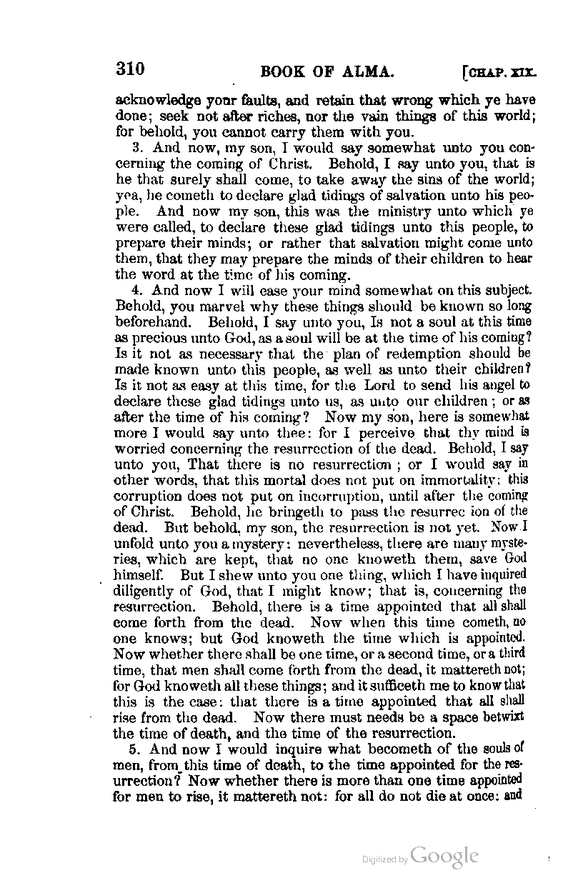 310 BOOK OF ALMA. [CHAP. XIX.
acknowledge your faults, and retain that wrong which ye have
done; seek not after riches, nor the vain things of this world;
for behold, you cannot carry them with you.
3. And now, my son, I would say somewhat unto you con-
cerning the coming of Christ. Behold, I say unto you, that is
he that surely shall come, to take away the sins of the world;
yea, he cometh to declare glad tidings of salvation unto his peo-
ple. And now my son, this was the ministry unto which ye
were called, to declare these glad tidings unto this people, to
prepare their minds; or rather that salvation might come unto
them, that they may prepare the minds of their children to hear
the word at the time of his coming.
4. And now I will ease your mind somewhat on this subject.
Behold, you marvel why these things should be known so long
beforehand. Behold, I say unto you, Is not a soul at this time
as precious unto God, as a soul will be at the time of his coming?
Is it not as necessary that the plan of redemption should be
made known unto this people, as well as unto their children?
Is it not as easy at this time, for the Lord to send his angel to
declare these glad tidings unto us, as unto our children; or as
after the time of his coming? Now my son, here is somewhat
more I would say unto thee: for I perceive that thy mind is
worried concerning the resurrection of the dead. Behold, I say
unto you, That there is no resurrection; or I would say in
other words, that this mortal does not put on immortality: this
corruption does not put on incorruption, until after the coming
of Christ. Behold, he bringeth to pass the resurrec ion of the
dead. But behold, my son, the resurrection is not yet. Now I
unfold unto you a mystery: nevertheless, there are many myste-
ries, which are kept, that no one knoweth them, save God
himself. But I shew unto you one thing, which I have inquired
diligently of God, that I might know; that is, concerning the
resurrection. Behold, there is a time appointed that all shall
come forth from the dead. Now when this time cometh, no
one knows; but God knoweth the time which is appointed.
Now whether there shall be one time, or a second time, or a third
time, that men shall come forth from the dead, it mattereth not;
for God knoweth all these things; and it sufficeth me to know that
this is the case: that there is a time appointed that all shall
rise from the dead. Now there must needs be a space betwixt
the time of death, and the time of the resurrection.
5. And now I would inquire what becometh of the souls of
men, from this time of death, to the time appointed for the res-
urrection? Now whether there is more than one time appointed
for men to rise, it mattereth not: for all do not die at once: and
Digitized by Google